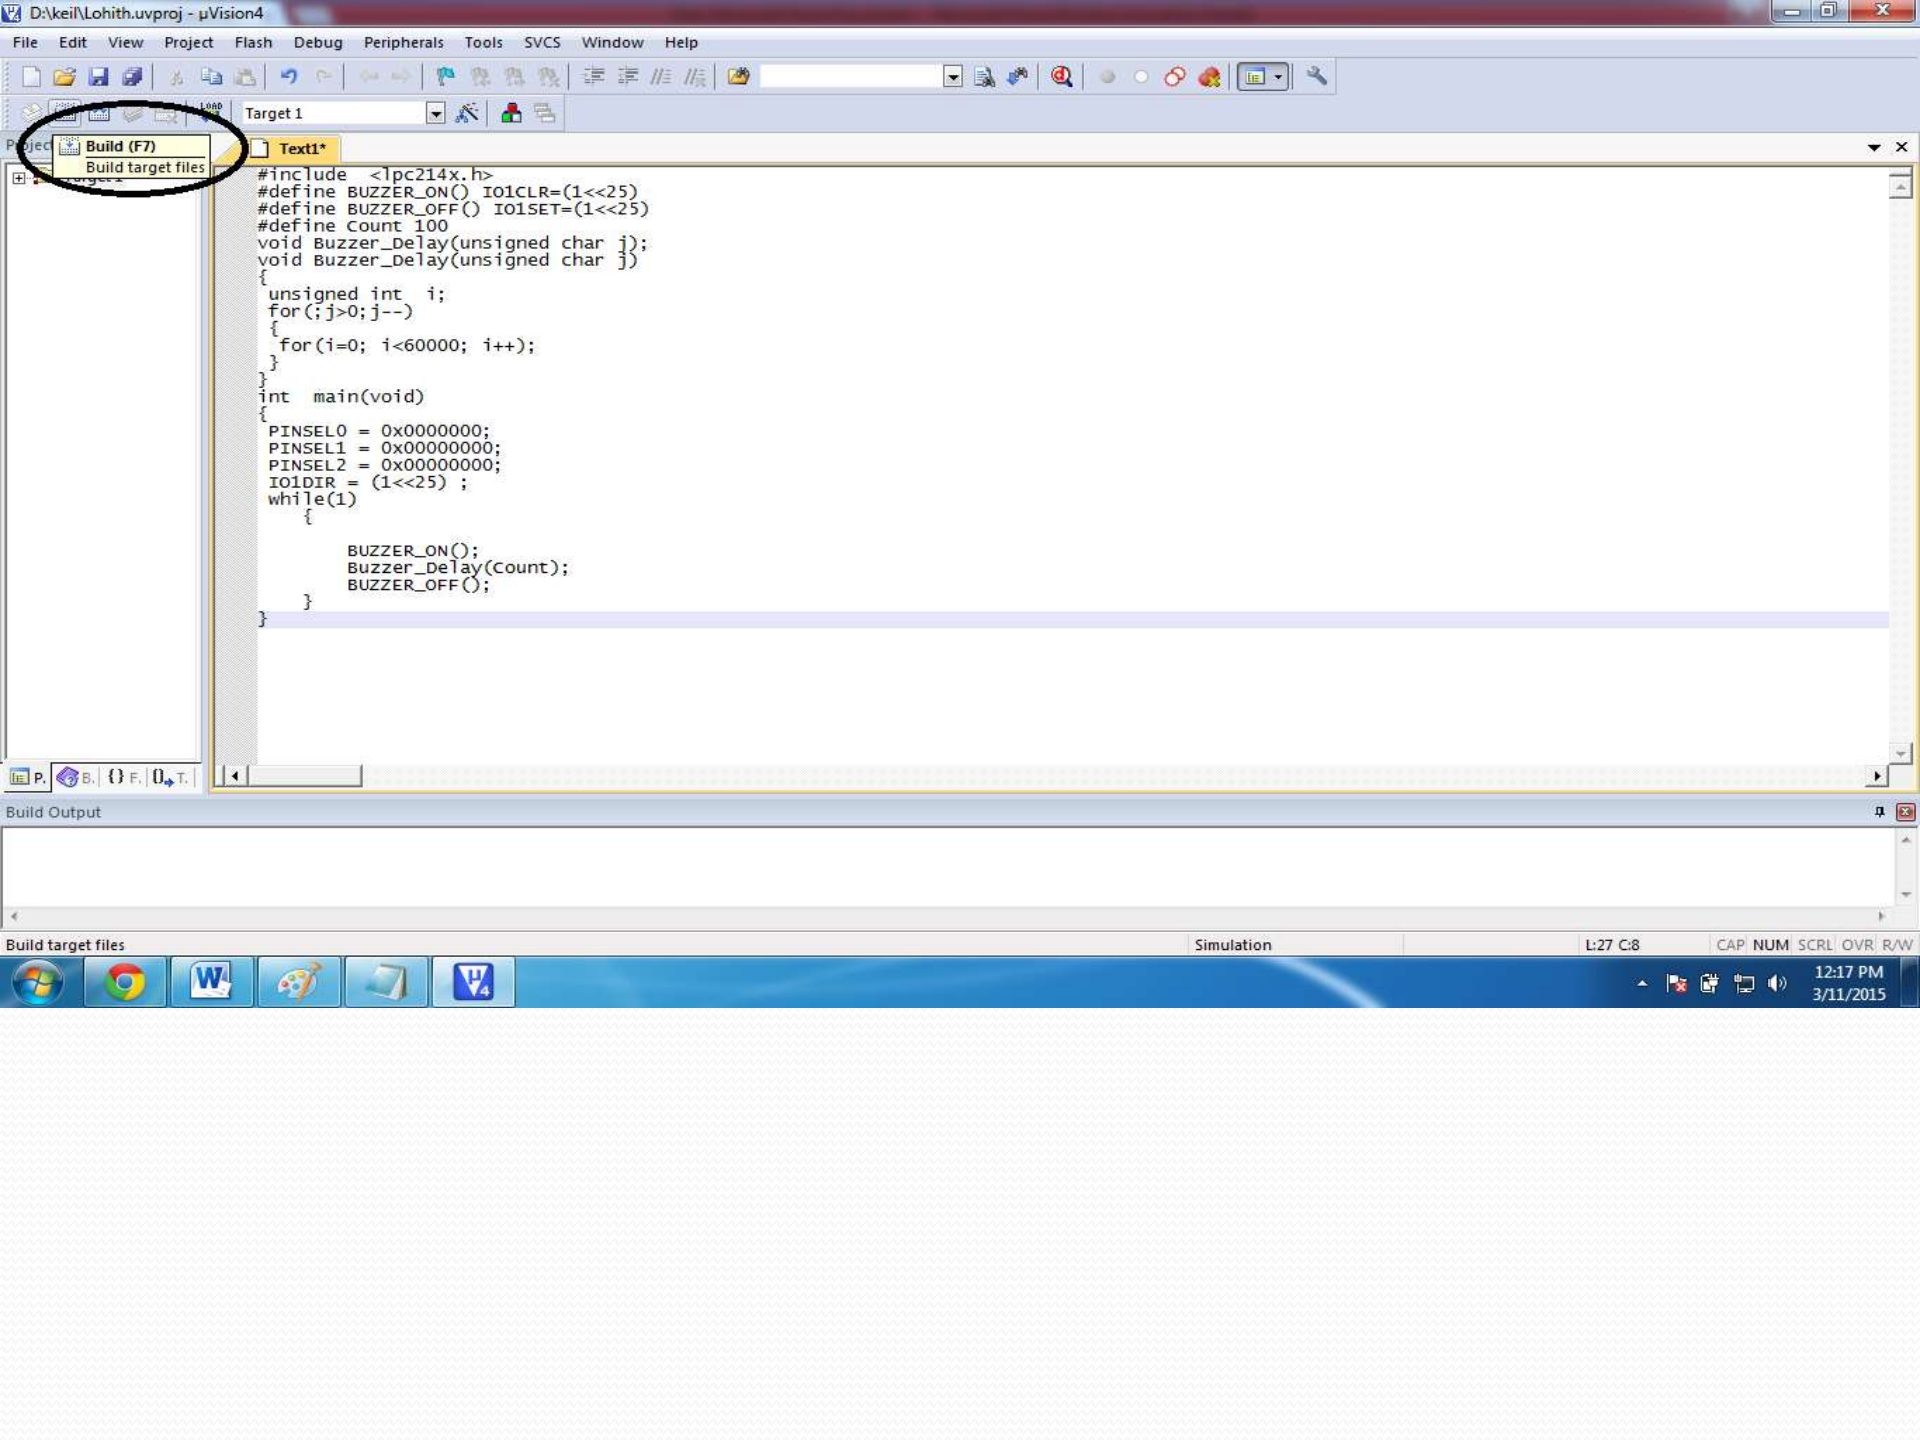 D:\keil\Lohith.uvproj - µVision4
File Edit View Project Flash Debug Peripherals Tools SVCS Window Help
LOAD Target 1
Build (F7)
Build target files
Text1*
#include  <lpc214x.h>
#define BUZZER_ON() IO1CLR=(1<<25)
#define BUZZER_OFF() IO1SET=(1<<25)
#define Count 100
void Buzzer_Delay(unsigned char j);
void Buzzer_Delay(unsigned char j)
{
 unsigned int  i;
 for(;j>0;j--)
 {
  for(i=0; i<60000; i++);
 }
}
int  main(void)
{
 PINSEL0 = 0x0000000;
 PINSEL1 = 0x00000000;
 PINSEL2 = 0x00000000;
 IO1DIR = (1<<25) ;
 while(1)
    {
        BUZZER_ON();
        Buzzer_Delay(Count);
        BUZZER_OFF();
    }
}
P. B. {} F. 0 T.
Build Output
Build target files Simulation L:27 C:8 CAP NUM SCRL OVR R/W
12:17 PM
3/11/2015